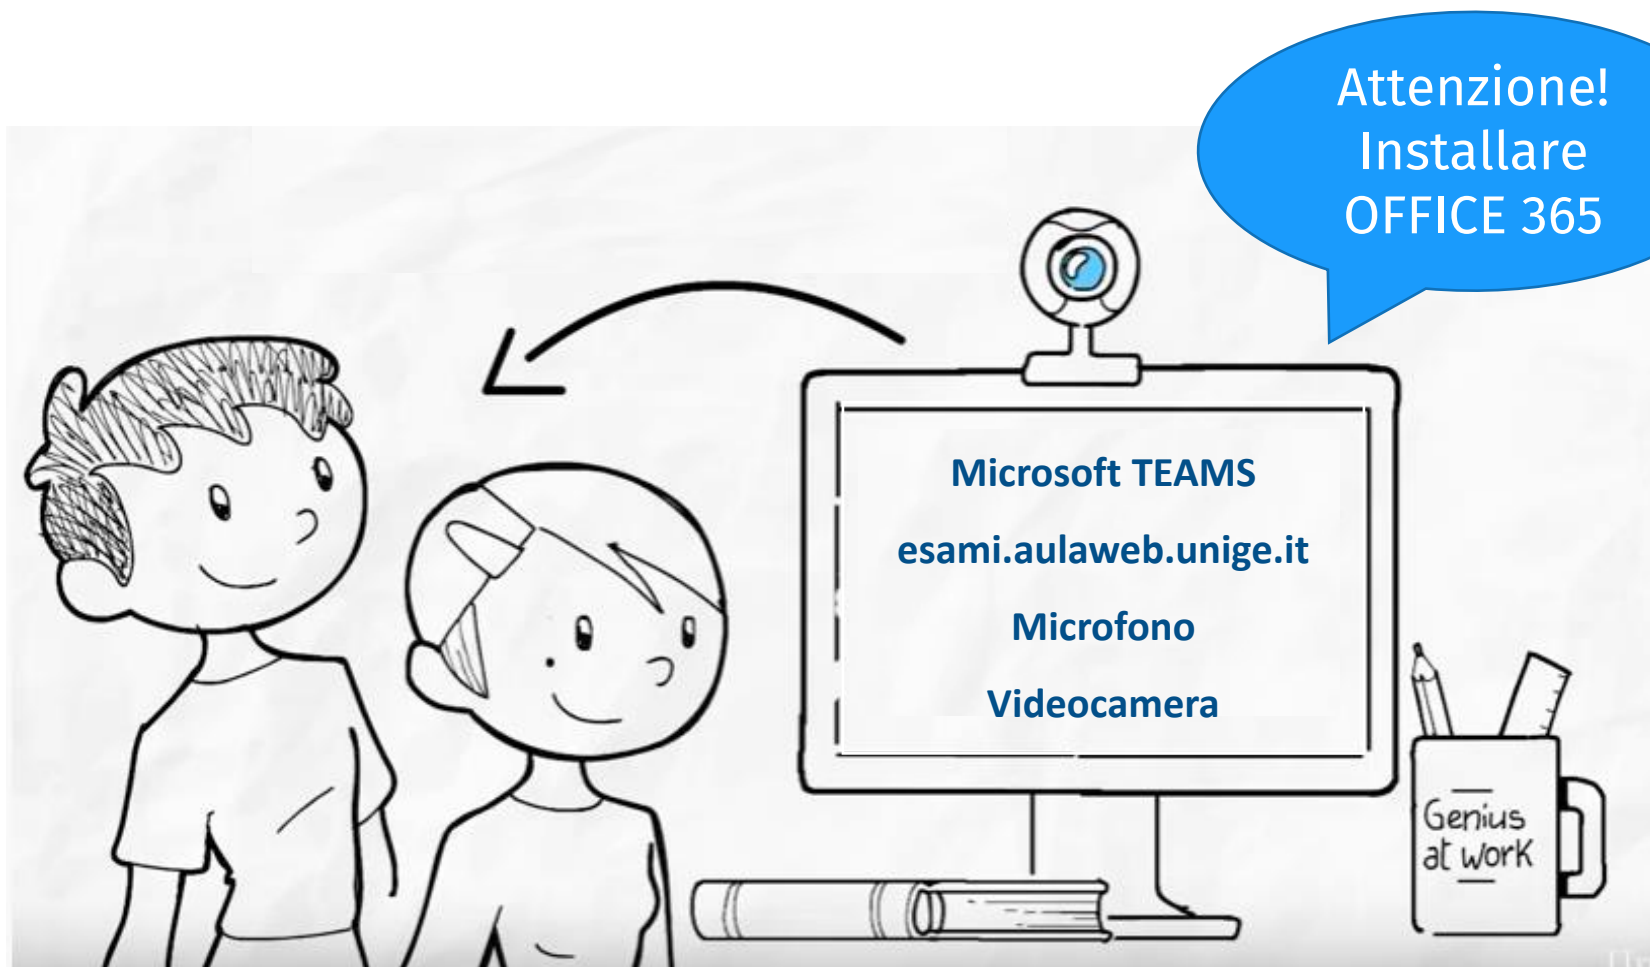 Attenzione!
Installare
OFFICE 365
Microsoft TEAMS
esami.aulaweb.unige.it
Microfono
Videocamera
Genius
at work